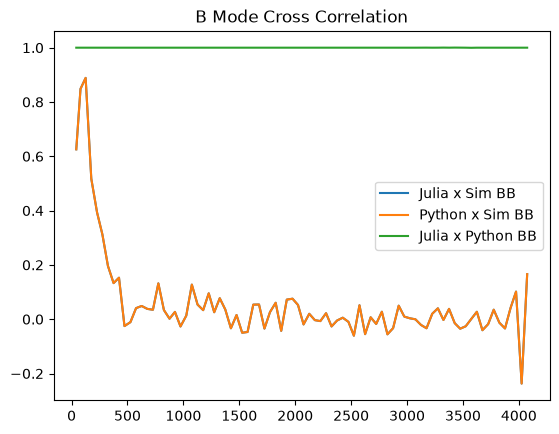 B Mode Cross Correlation
1.0
0.8
0.6
0.4
0.2
0.0
−0.2
Julia x Sim BB
Python x Sim BB
Julia x Python BB
0 500 1000 1500 2000 2500 3000 3500 4000